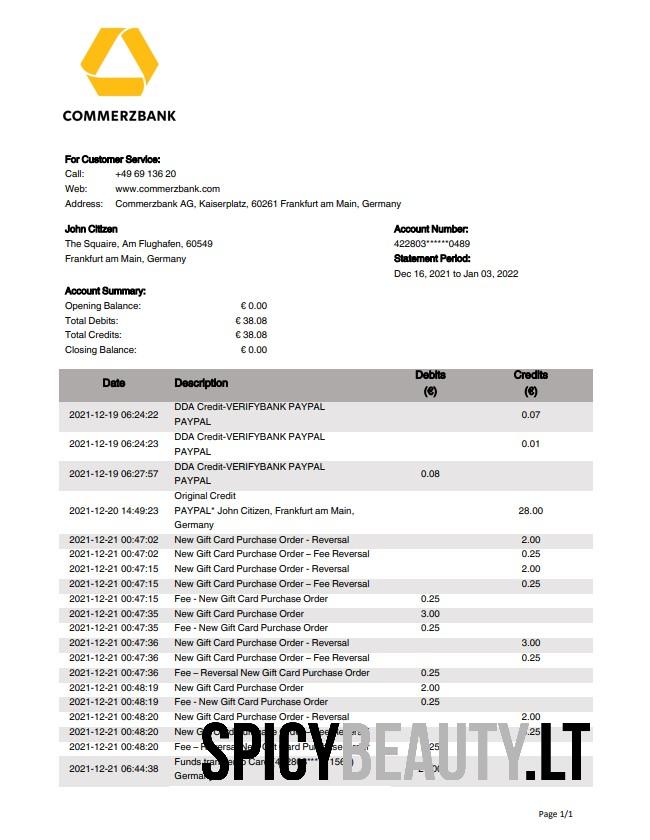 COMMERZBANK
For Customer Service:
Call: +49 69 136 20
Web: www.commerzbank.com
Address: Commerzbank AG, Kaiserplatz, 60261 Frankfurt am Main, Germany
John Citizen Account Number:
The Squaire, Am Flughafen, 60549 422803******0489
Frankfurt am Main, Germany Statement Period:
Dec 16, 2021 to Jan 03, 2022
Account Summary:
Opening Balance: € 0.00
Total Debits: € 38.08
Total Credits: € 38.08
Closing Balance: € 0.00
Date Description Debits (€) Credits (€)
2021-12-19 06:24:22 DDA Credit-VERIFYBANK PAYPAL PAYPAL 0.07
2021-12-19 06:24:23 DDA Credit-VERIFYBANK PAYPAL PAYPAL 0.01
2021-12-19 06:27:57 DDA Credit-VERIFYBANK PAYPAL PAYPAL 0.08
Original Credit
2021-12-20 14:49:23 PAYPAL* John Citizen, Frankfurt am Main, 28.00
Germany
2021-12-21 00:47:02 New Gift Card Purchase Order - Reversal 2.00
2021-12-21 00:47:02 New Gift Card Purchase Order – Fee Reversal 0.25
2021-12-21 00:47:15 New Gift Card Purchase Order - Reversal 2.00
2021-12-21 00:47:15 New Gift Card Purchase Order – Fee Reversal 0.25
2021-12-21 00:47:15 Fee - New Gift Card Purchase Order 0.25
2021-12-21 00:47:35 New Gift Card Purchase Order 3.00
2021-12-21 00:47:35 Fee - New Gift Card Purchase Order 0.25
2021-12-21 00:47:36 New Gift Card Purchase Order - Reversal 3.00
2021-12-21 00:47:36 New Gift Card Purchase Order – Fee Reversal 0.25
2021-12-21 00:47:36 Fee – Reversal New Gift Card Purchase Order 0.25
2021-12-21 00:48:19 New Gift Card Purchase Order 2.00
2021-12-21 00:48:19 Fee - New Gift Card Purchase Order 0.25
2021-12-21 00:48:20 New Gift Card Purchase Order - Reversal 2.00
2021-12-21 00:48:20 New
2021-12-21 00:48:20 Fee –
2021-12-21 06:44:38 Funds
Germany
SPICYBEAUTY.LT
Page 1/1